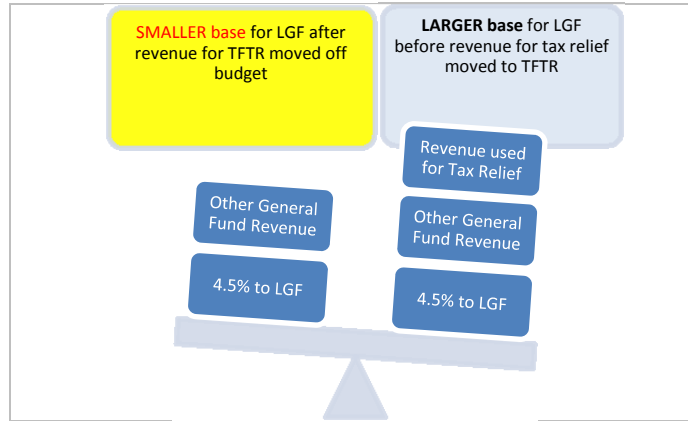 SMALLER base for LGF after
revenue for TFTR moved off
budget
LARGER base for LGF
before revenue for tax relief
moved to TFTR
Other General
Fund Revenue
4.5% to LGF
Revenue used
for Tax Relief
Other General
Fund Revenue
4.5% to LGF